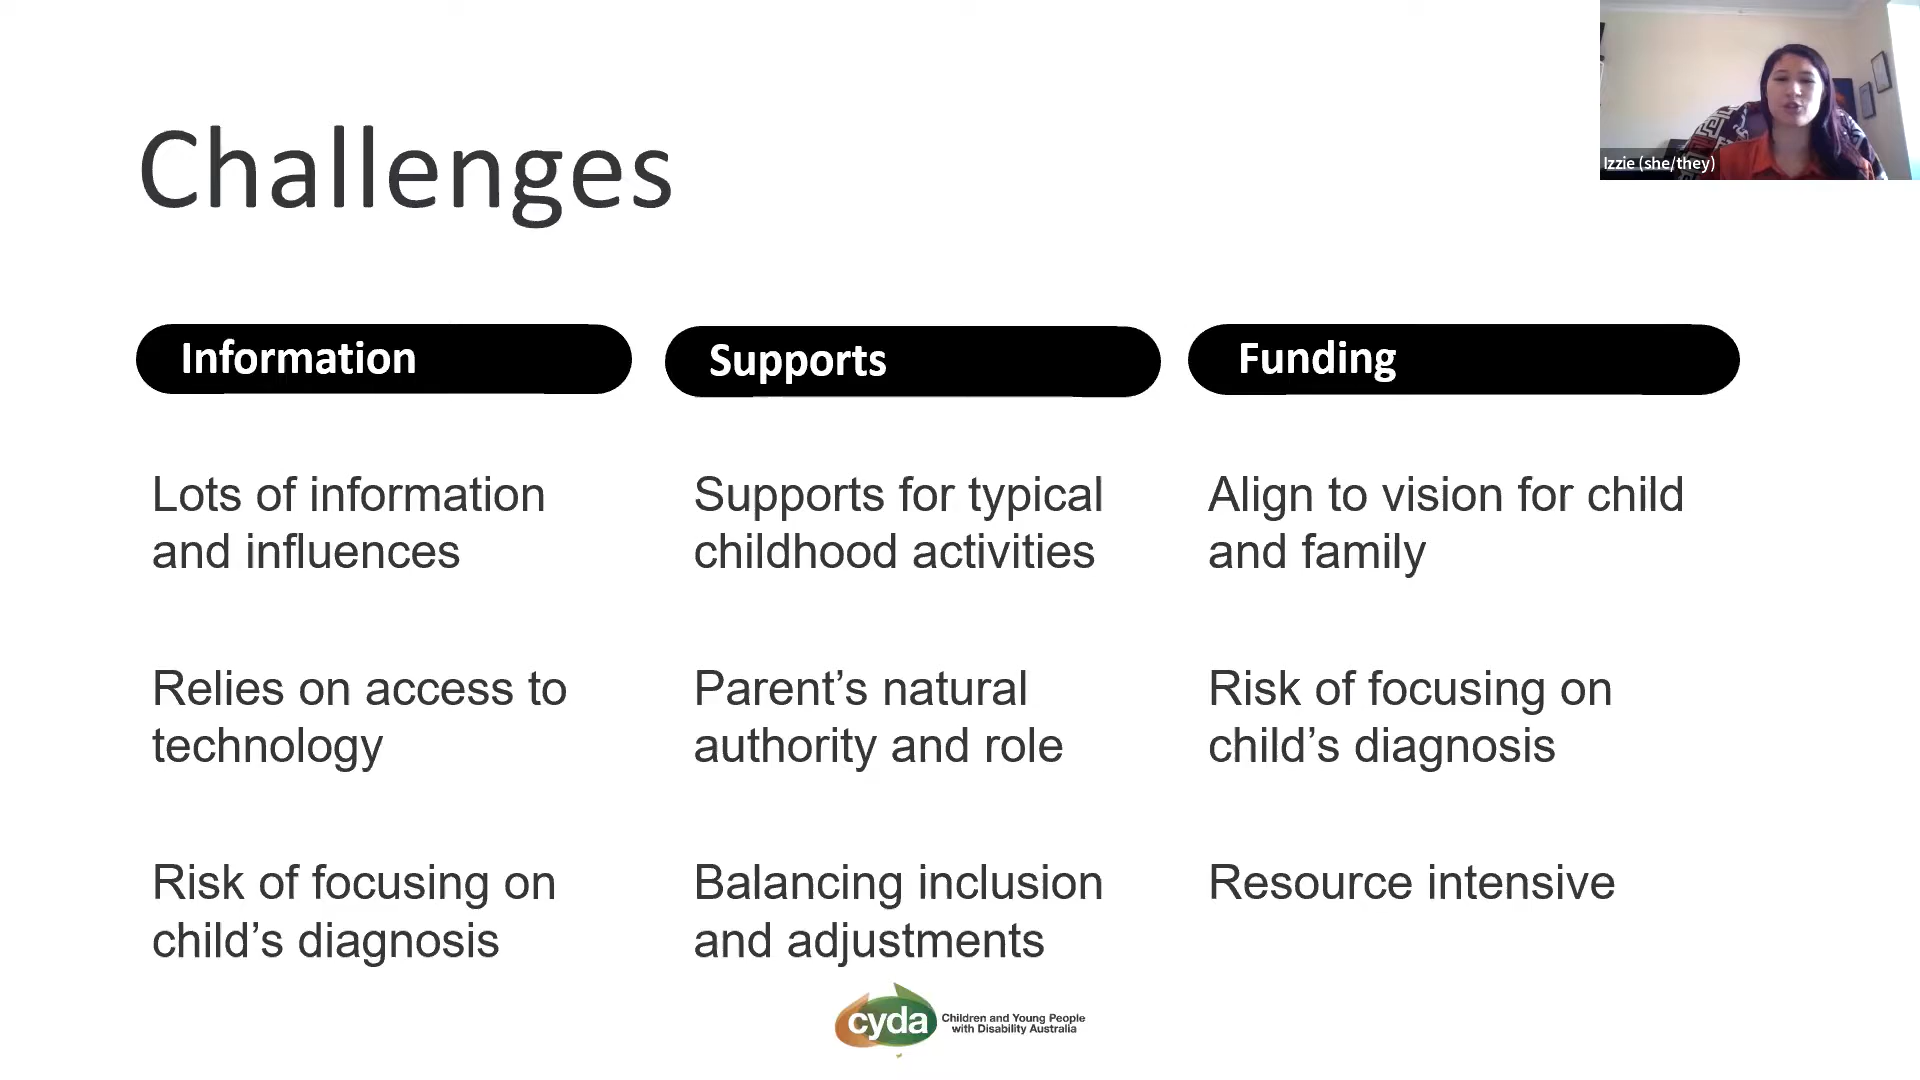 Izzie (she/they)
Challenges
Information
Lots of information
and influences
Relies on access to
technology
Risk of focusing on
child’s diagnosis
Supports
Supports for typical
childhood activities
Parent’s natural
authority and role
Balancing inclusion
and adjustments
Funding
Align to vision for child
and family
Risk of focusing on
child’s diagnosis
Resource intensive
cyda
Children and Young People
with Disability Australia